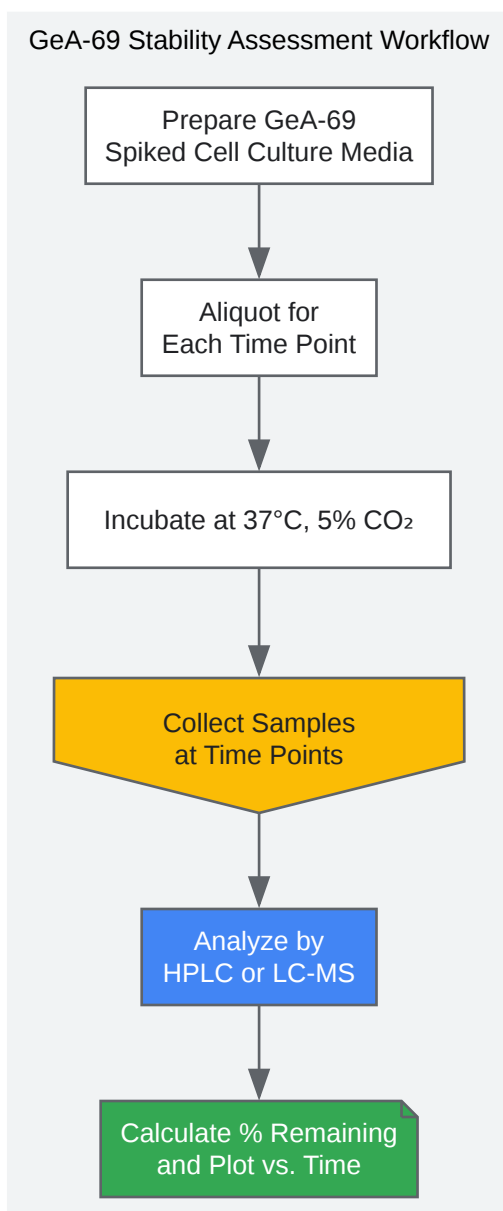 GeA-69 Stability Assessment Workflow
Prepare GeA-69
Spiked Cell Culture Media
Aliquot for
Each Time Point
Incubate at 37°C, 5% CO₂
Collect Samples
at Time Points
Analyze by
HPLC or LC-MS
Calculate % Remaining
and Plot vs. Time